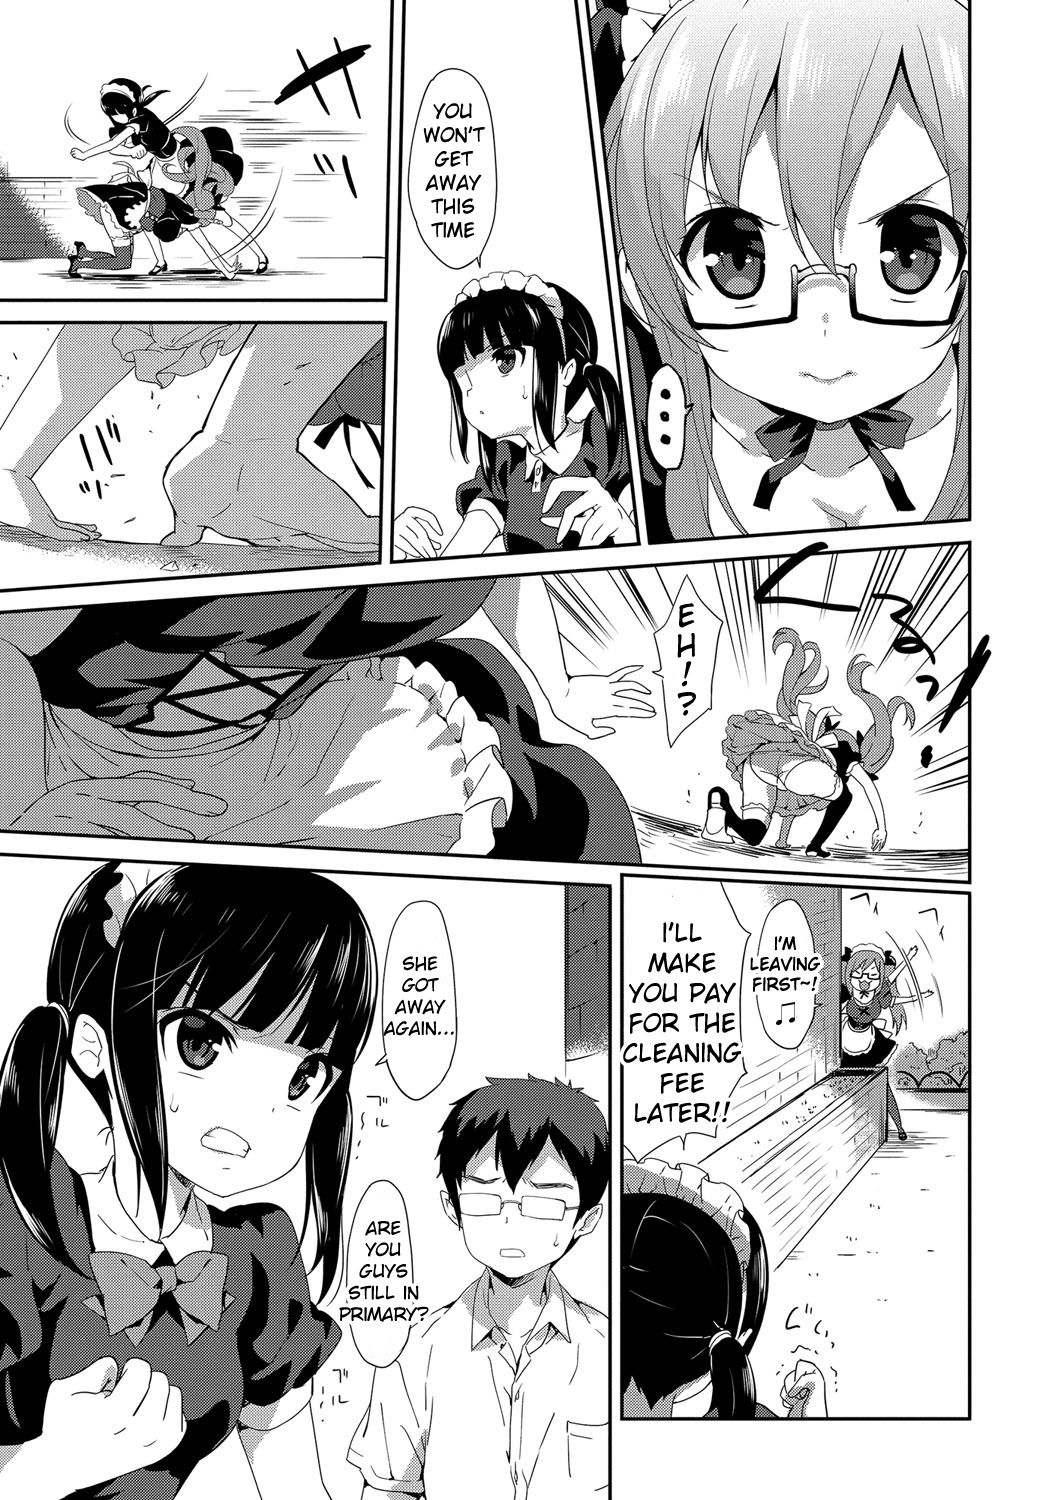 YOU
WON'T
GET
AWAY
THIS
TIME
EH!?
I'M
LEAVING
FIRST~!
♫
I'LL
MAKE
YOU PAY
FOR THE
CLEANING
FEE
LATER!!
SHE
GOT
AWAY
AGAIN...
ARE
YOU
GUYS
STILL IN
PRIMARY?